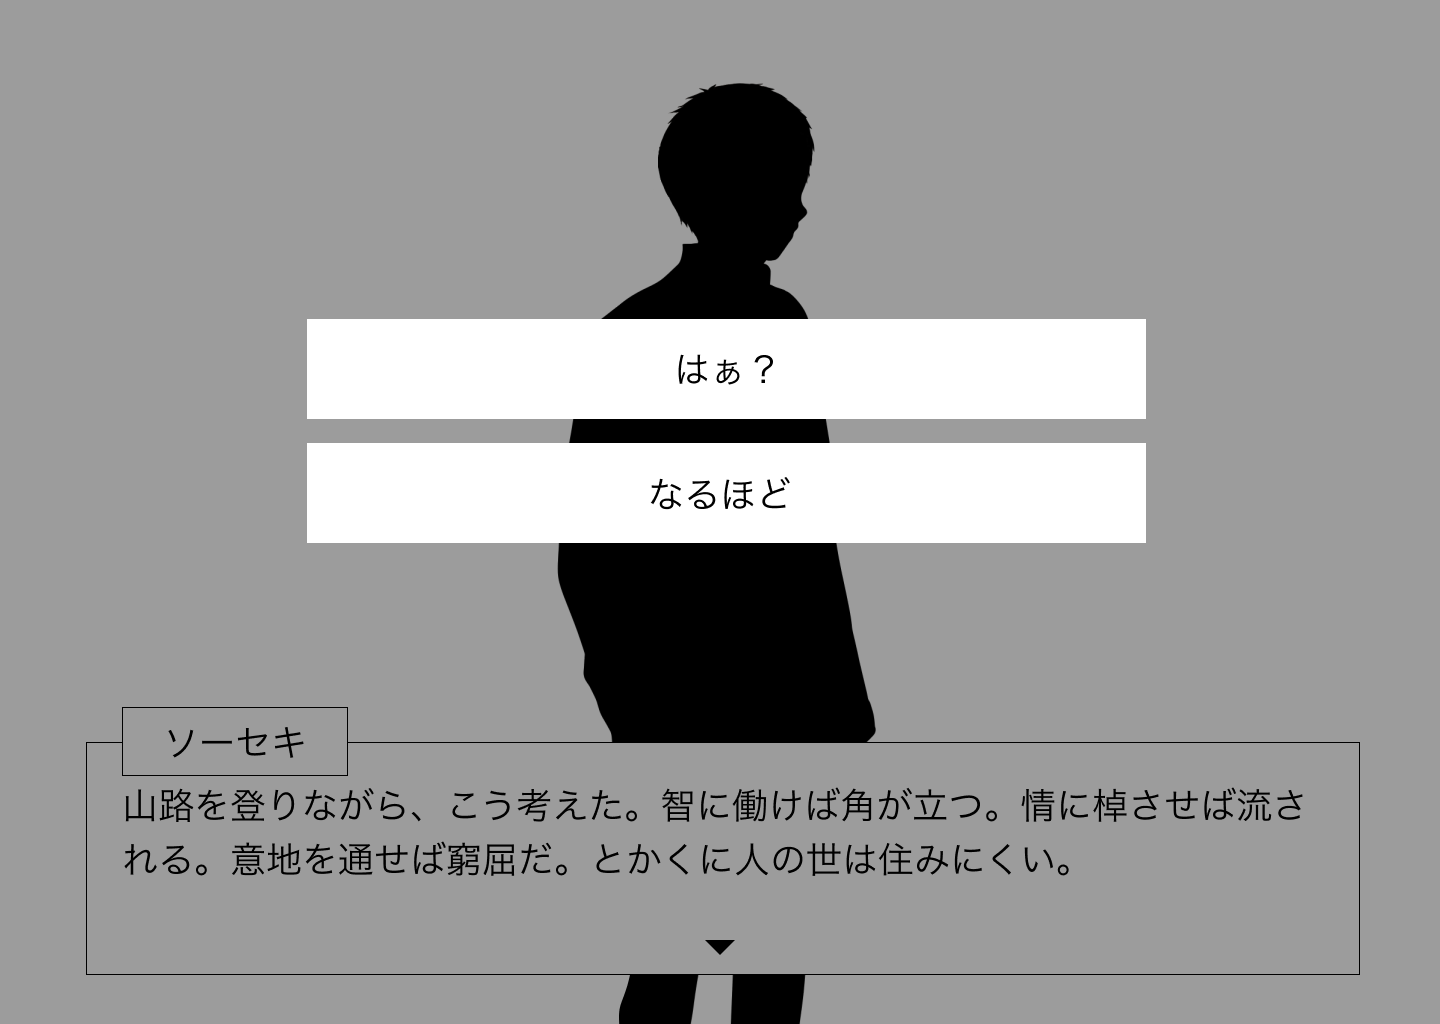 はぁ？
なるほど
ソーセキ
山路を登りながら、こう考えた。智に働けば角が立つ。情に棹させば流さ
れる。意地を通せば窮屈だ。とかくに人の世は住みにくい。